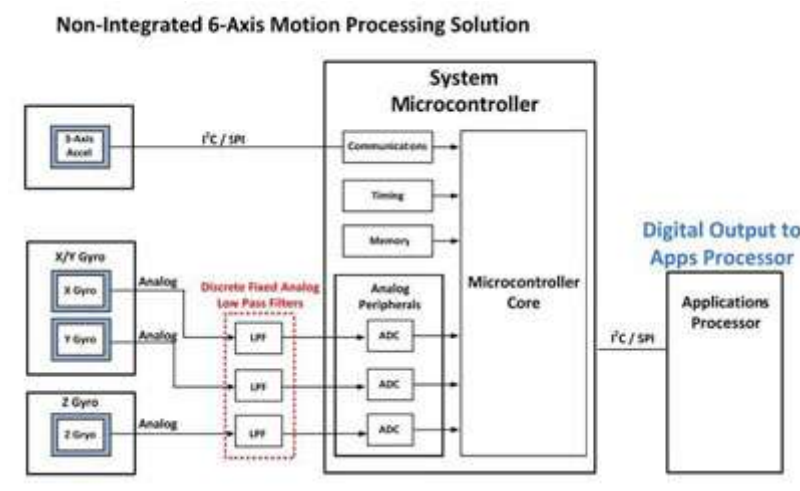 Non-Integrated 6-Axis Motion Processing Solution
System
Microcontroller
3-Axis
Accel
I²C / SPI
Communications
Timing
Memory
Microcontroller
Core
Digital Output to
Apps Processor
Applications
Processor
I²C / SPI
X/Y Gyro
X Gyro
Y Gyro
Analog
Analog
Discrete Fixed Analog
Low Pass Filters
LPF
LPF
LPF
Analog
Peripherals
ADC
ADC
ADC
Z Gyro
Z Gryo
Analog